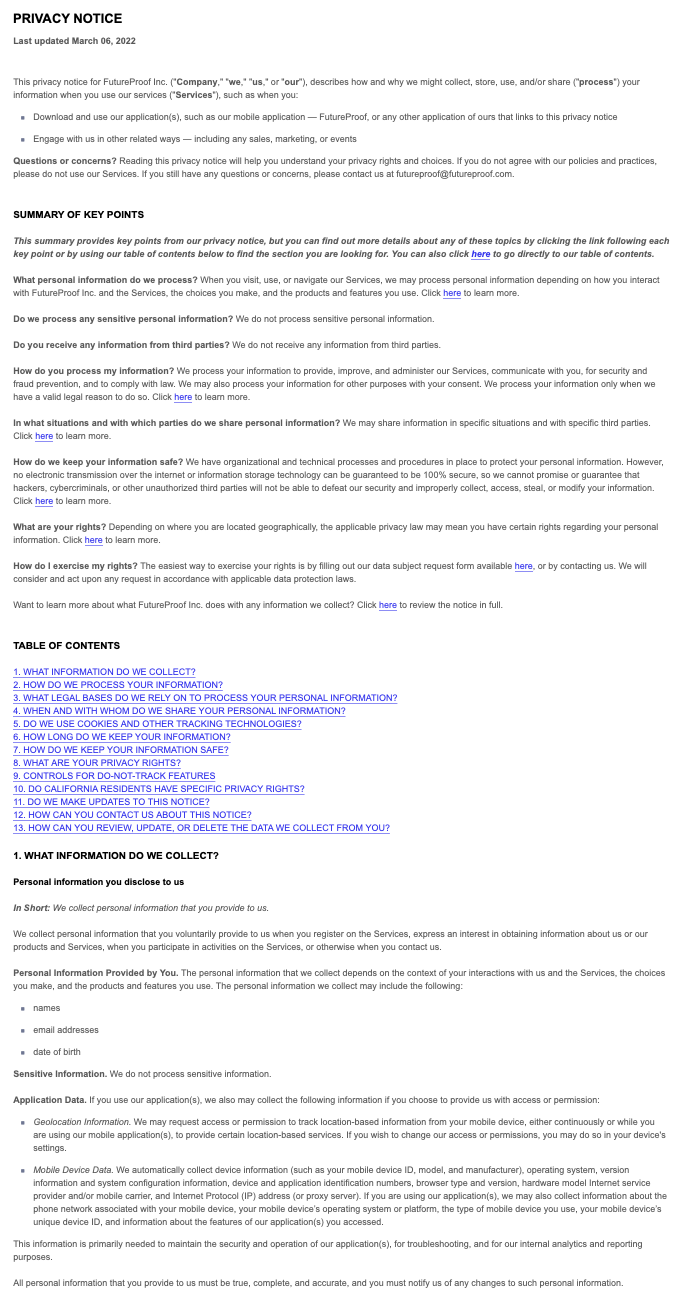 PRIVACY NOTICE
Last updated March 06, 2022
This privacy notice for FutureProof Inc. ("Company," "we," "us," or "our"), describes how and why we might collect, store, use, and/or share ("process") your
information when you use our services ("Services"), such as when you:
Download and use our application(s), such as our mobile application — FutureProof, or any other application of ours that links to this privacy notice
Engage with us in other related ways — including any sales, marketing, or events
Questions or concerns? Reading this privacy notice will help you understand your privacy rights and choices. If you do not agree with our policies and practices,
please do not use our Services. If you still have any questions or concerns, please contact us at futureproof@futureproof.com.
SUMMARY OF KEY POINTS
This summary provides key points from our privacy notice, but you can find out more details about any of these topics by clicking the link following each
key point or by using our table of contents below to find the section you are looking for. You can also click here to go directly to our table of contents.
What personal information do we process? When you visit, use, or navigate our Services, we may process personal information depending on how you interact
with FutureProof Inc. and the Services, the choices you make, and the products and features you use. Click here to learn more.
Do we process any sensitive personal information? We do not process sensitive personal information.
Do you receive any information from third parties? We do not receive any information from third parties.
How do you process my information? We process your information to provide, improve, and administer our Services, communicate with you, for security and
fraud prevention, and to comply with law. We may also process your information for other purposes with your consent. We process your information only when we
have a valid legal reason to do so. Click here to learn more.
In what situations and with which parties do we share personal information? We may share information in specific situations and with specific third parties.
Click here to learn more.
How do we keep your information safe? We have organizational and technical processes and procedures in place to protect your personal information. However,
no electronic transmission over the internet or information storage technology can be guaranteed to be 100% secure, so we cannot promise or guarantee that
hackers, cybercriminals, or other unauthorized third parties will not be able to defeat our security and improperly collect, access, steal, or modify your information.
Click here to learn more.
What are your rights? Depending on where you are located geographically, the applicable privacy law may mean you have certain rights regarding your personal
information. Click here to learn more.
How do I exercise my rights? The easiest way to exercise your rights is by filling out our data subject request form available here, or by contacting us. We will
consider and act upon any request in accordance with applicable data protection laws.
Want to learn more about what FutureProof Inc. does with any information we collect? Click here to review the notice in full.
TABLE OF CONTENTS
1. WHAT INFORMATION DO WE COLLECT?
2. HOW DO WE PROCESS YOUR INFORMATION?
3. WHAT LEGAL BASES DO WE RELY ON TO PROCESS YOUR PERSONAL INFORMATION?
4. WHEN AND WITH WHOM DO WE SHARE YOUR PERSONAL INFORMATION?
5. DO WE USE COOKIES AND OTHER TRACKING TECHNOLOGIES?
6. HOW LONG DO WE KEEP YOUR INFORMATION?
7. HOW DO WE KEEP YOUR INFORMATION SAFE?
8. WHAT ARE YOUR PRIVACY RIGHTS?
9. CONTROLS FOR DO-NOT-TRACK FEATURES
10. DO CALIFORNIA RESIDENTS HAVE SPECIFIC PRIVACY RIGHTS?
11. DO WE MAKE UPDATES TO THIS NOTICE?
12. HOW CAN YOU CONTACT US ABOUT THIS NOTICE?
13. HOW CAN YOU REVIEW, UPDATE, OR DELETE THE DATA WE COLLECT FROM YOU?
1. WHAT INFORMATION DO WE COLLECT?
Personal information you disclose to us
In Short: We collect personal information that you provide to us.
We collect personal information that you voluntarily provide to us when you register on the Services, express an interest in obtaining information about us or our
products and Services, when you participate in activities on the Services, or otherwise when you contact us.
Personal Information Provided by You. The personal information that we collect depends on the context of your interactions with us and the Services, the choices
you make, and the products and features you use. The personal information we collect may include the following:
names
email addresses
date of birth
Sensitive Information. We do not process sensitive information.
Application Data. If you use our application(s), we also may collect the following information if you choose to provide us with access or permission:
Geolocation Information. We may request access or permission to track location-based information from your mobile device, either continuously or while you
are using our mobile application(s), to provide certain location-based services. If you wish to change our access or permissions, you may do so in your device's
settings.
Mobile Device Data. We automatically collect device information (such as your mobile device ID, model, and manufacturer), operating system, version
information and system configuration information, device and application identification numbers, browser type and version, hardware model Internet service
provider and/or mobile carrier, and Internet Protocol (IP) address (or proxy server). If you are using our application(s), we may also collect information about the
phone network associated with your mobile device, your mobile device's operating system or platform, the type of mobile device you use, your mobile device's
unique device ID, and information about the features of our application(s) you accessed.
This information is primarily needed to maintain the security and operation of our application(s), for troubleshooting, and for our internal analytics and reporting
purposes.
All personal information that you provide to us must be true, complete, and accurate, and you must notify us of any changes to such personal information.